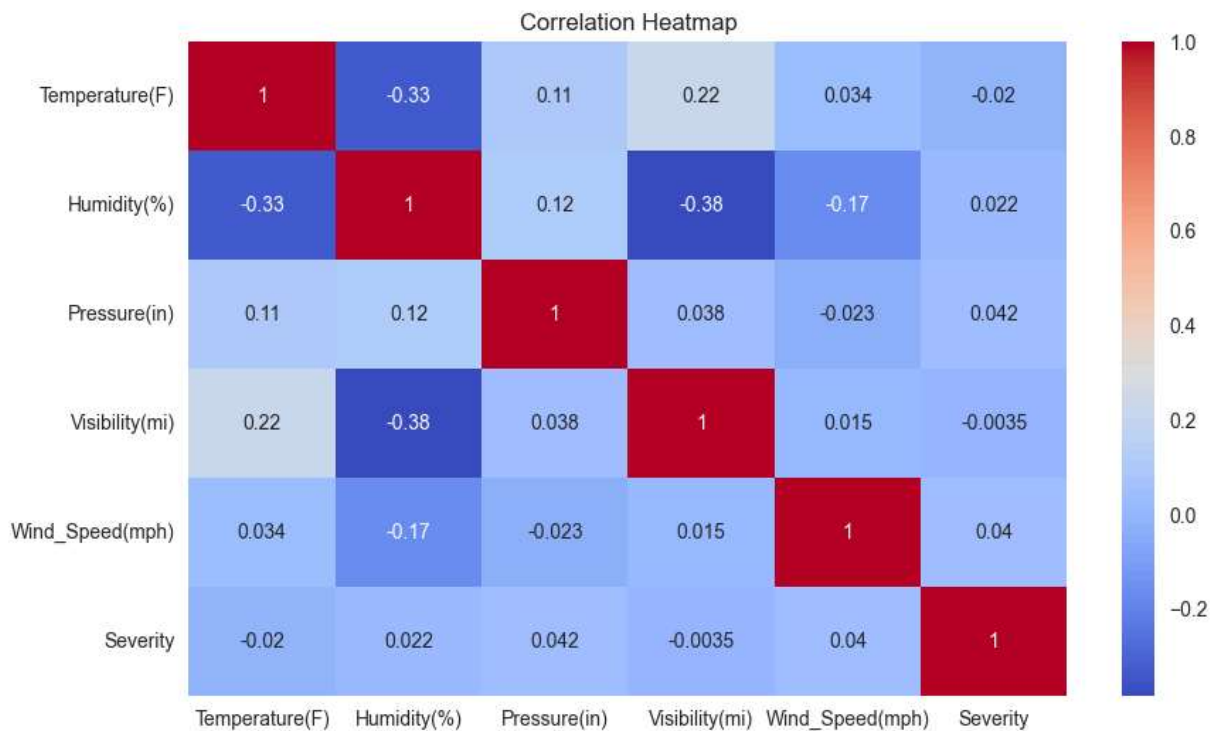 Correlation Heatmap
Temperature(F) 1 -0.33 0.11 0.22 0.034 -0.02
Humidity(%) -0.33 1 0.12 -0.38 -0.17 0.022
Pressure(in) 0.11 0.12 1 0.038 -0.023 0.042
Visibility(mi) 0.22 -0.38 0.038 1 0.015 -0.0035
Wind_Speed(mph) 0.034 -0.17 -0.023 0.015 1 0.04
Severity -0.02 0.022 0.042 -0.0035 0.04 1
Temperature(F) Humidity(%) Pressure(in) Visibility(mi) Wind_Speed(mph) Severity
1.0
0.8
0.6
0.4
0.2
0.0
−0.2